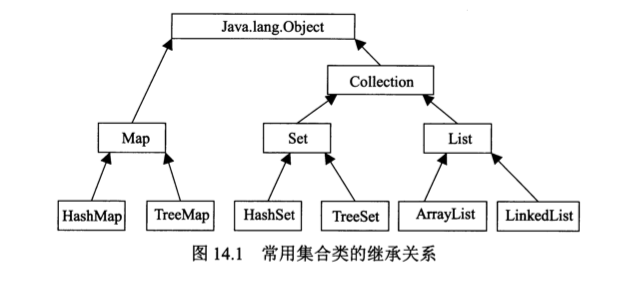 Java.lang.Object
Collection
Map
Set
List
HashMap
TreeMap
HashSet
TreeSet
ArrayList
LinkedList
图 14.1 常用集合类的继承关系